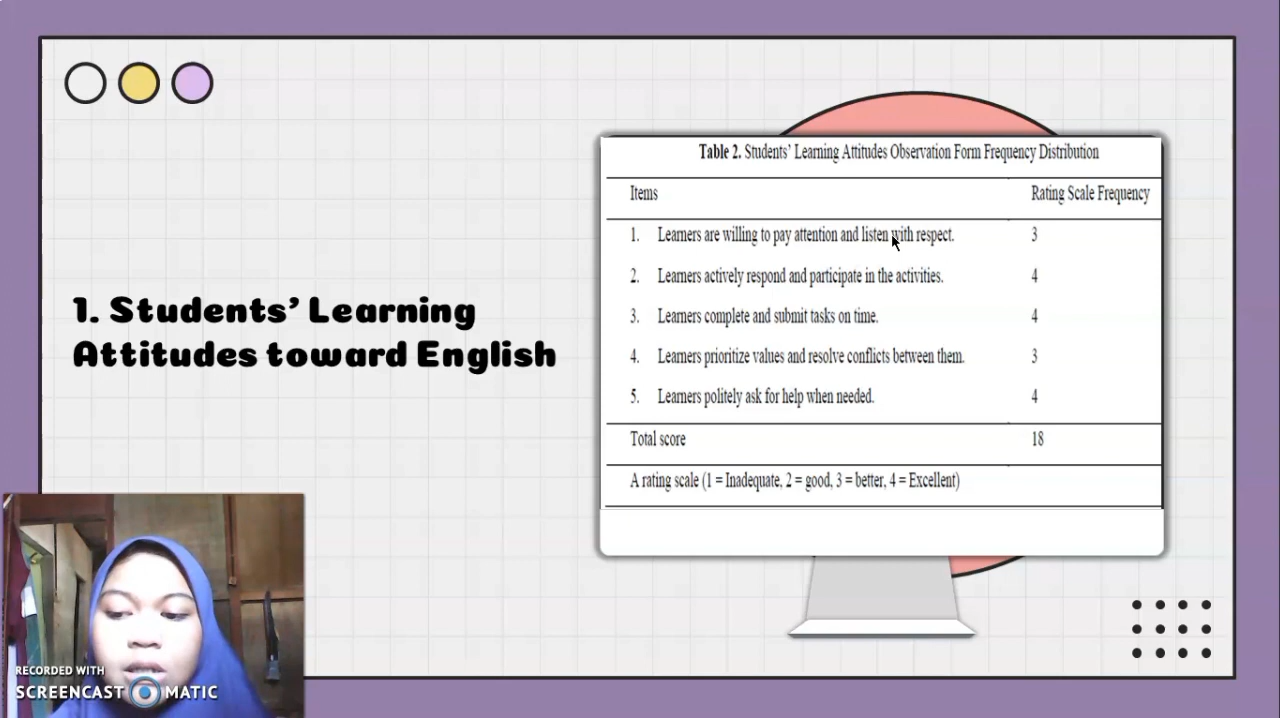 1. Students’ Learning
Attitudes toward English
Table 2. Students’ Learning Attitudes Observation Form Frequency Distribution
Items Rating Scale Frequency
1. Learners are willing to pay attention and listen with respect. 3
2. Learners actively respond and participate in the activities. 4
3. Learners complete and submit tasks on time. 4
4. Learners prioritize values and resolve conflicts between them. 3
5. Learners politely ask for help when needed. 4
Total score 18
A rating scale (1 = Inadequate, 2 = good, 3 = better, 4 = Excellent)
RECORDED WITH
SCREENCAST MATIC